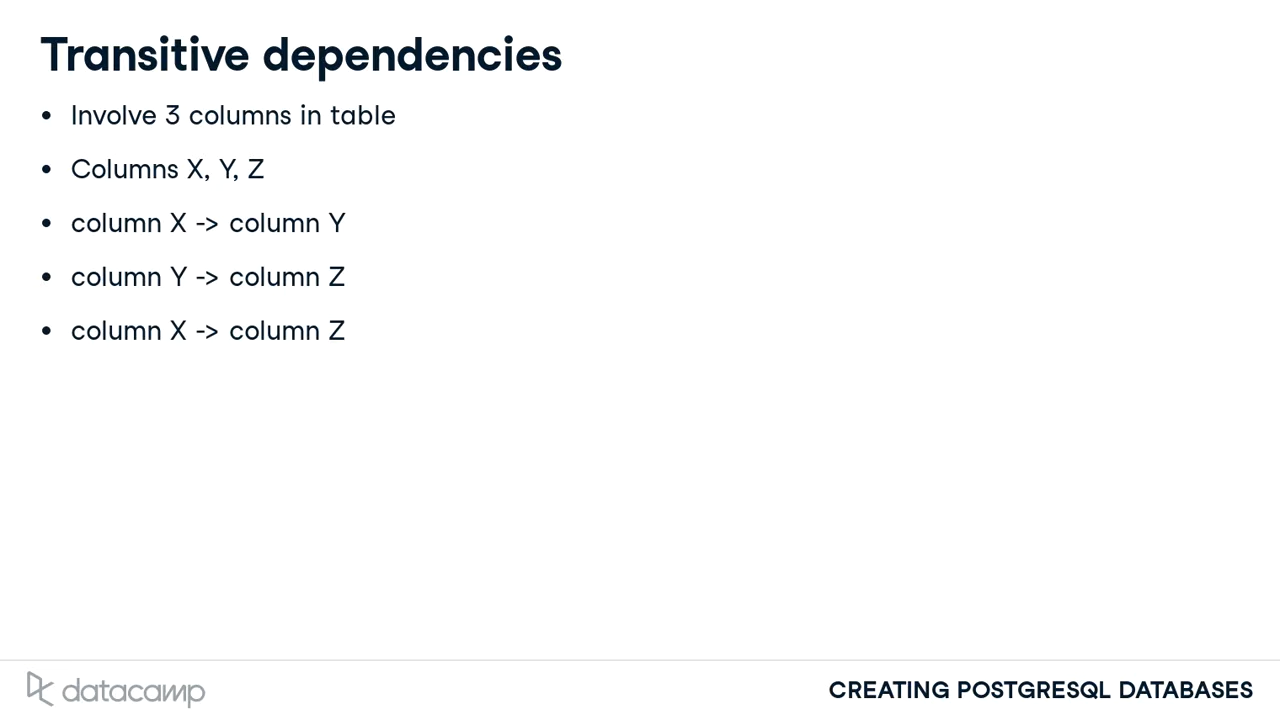 Transitive dependencies
• Involve 3 columns in table
• Columns X, Y, Z
• column X -> column Y
• column Y -> column Z
• column X -> column Z
datacamp
CREATING POSTGRESQL DATABASES